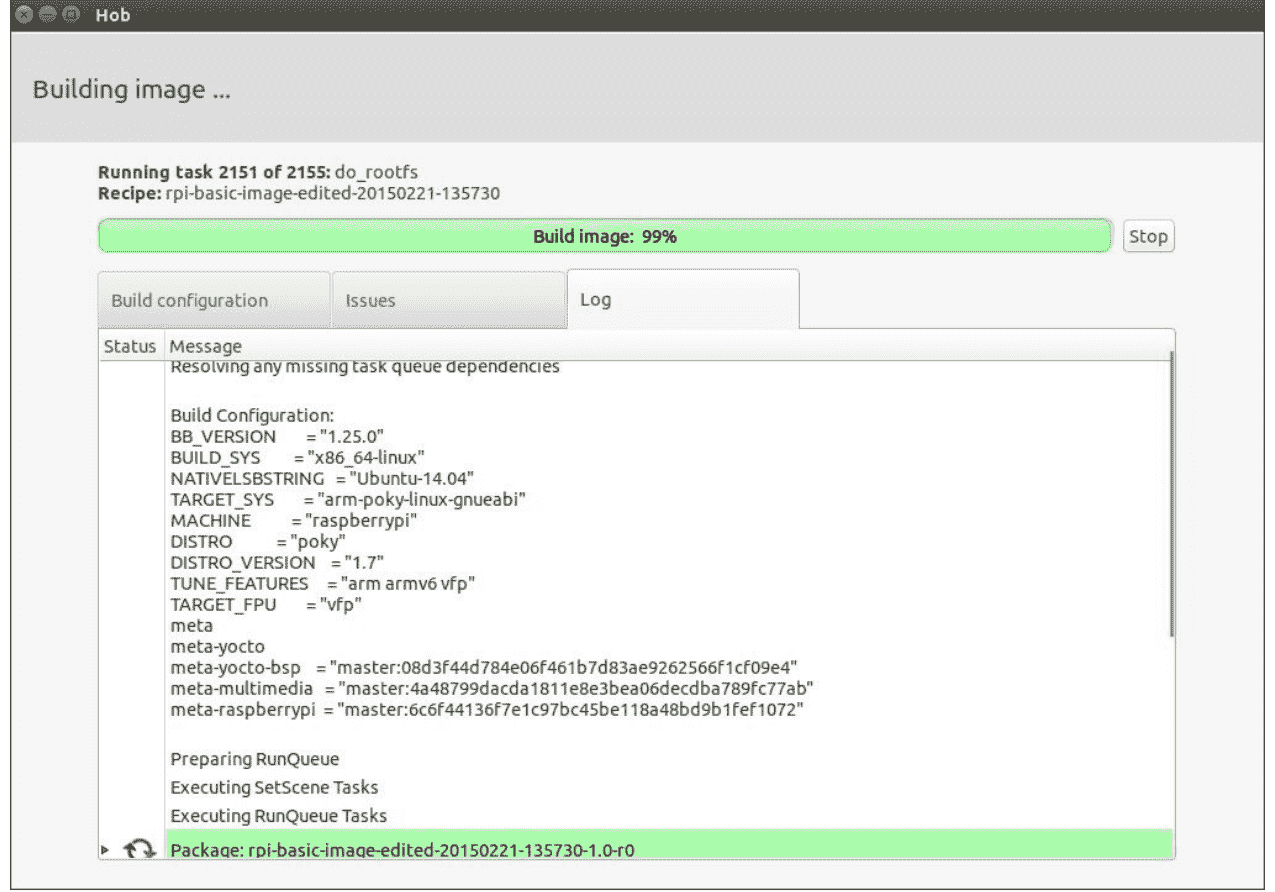 Hob
Building image ...
Running task 2151 of 2155: do_rootfs
Recipe: rpi-basic-image-edited-20150221-135730
Build image: 99%
Stop
Build configuration
Issues
Log
Status Message
Resolving any missing task queue dependencies
Build Configuration:
BB_VERSION = "1.25.0"
BUILD_SYS = "x86_64-linux"
NATIVELSBSTRING = "Ubuntu-14.04"
TARGET_SYS = "arm-poky-linux-gnueabi"
MACHINE = "raspberrypi"
DISTRO = "poky"
DISTRO_VERSION = "1.7"
TUNE_FEATURES = "arm armv6 vfp"
TARGET_FPU = "vfp"
meta
meta-yocto
meta-yocto-bsp = "master:08d3f44d784e06f461b7d83ae9262566f1cf09e4"
meta-multimedia = "master:4a48799dacda1811e8e3bea06decdba789fc77ab"
meta-raspberrypi = "master:6c6f44136f7e1c97bc45be118a48bd9b1fef1072"
Preparing RunQueue
Executing SetScene Tasks
Executing RunQueue Tasks
Package: rpi-basic-image-edited-20150221-135730-1.0-r0